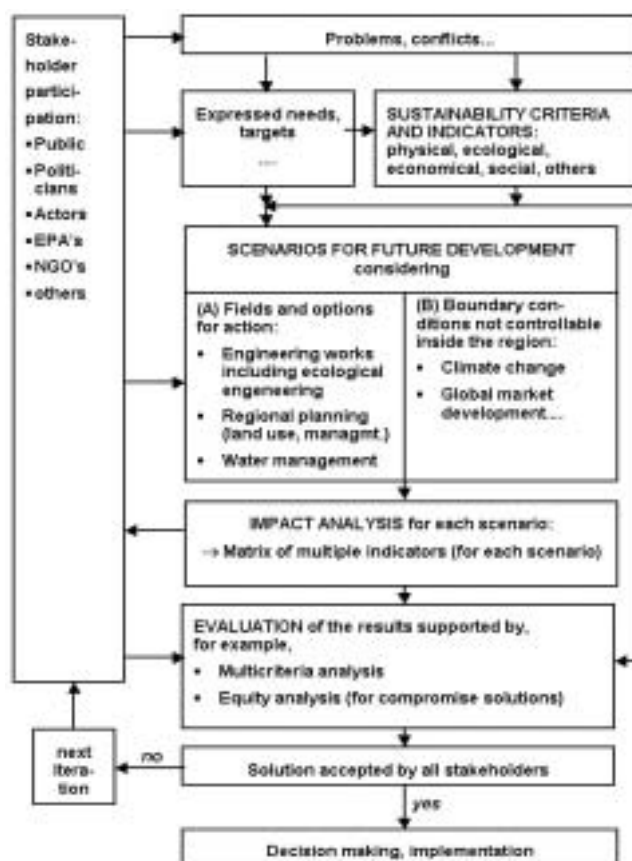 Stake-
holder
partici-
pation:
▪Public
▪Politi-
cians
▪Actors
▪EPA's
▪NGO's
▪others
Problems, conflicts...
Expressed needs,
targets
....
SUSTAINABILITY CRITERIA
AND INDICATORS:
physical, ecological,
economical, social, others
SCENARIOS FOR FUTURE DEVELOPMENT
considering
(A) Fields and options
for action:
• Engineering works
including ecological
engeneering
• Regional planning
(land use, managmt.)
• Water management
(B) Boundary con-
ditions not controllable
inside the region:
• Climate change
• Global market
development....
IMPACT ANALYSIS for each scenario:
→ Matrix of multiple indicators (for each scenario)
EVALUATION of the results supported by,
for example,
• Multicriteria analysis
• Equity analysis (for compromise solutions)
next
itera-
tion
no
Solution accepted by all stakeholders
yes
Decision making, implementation